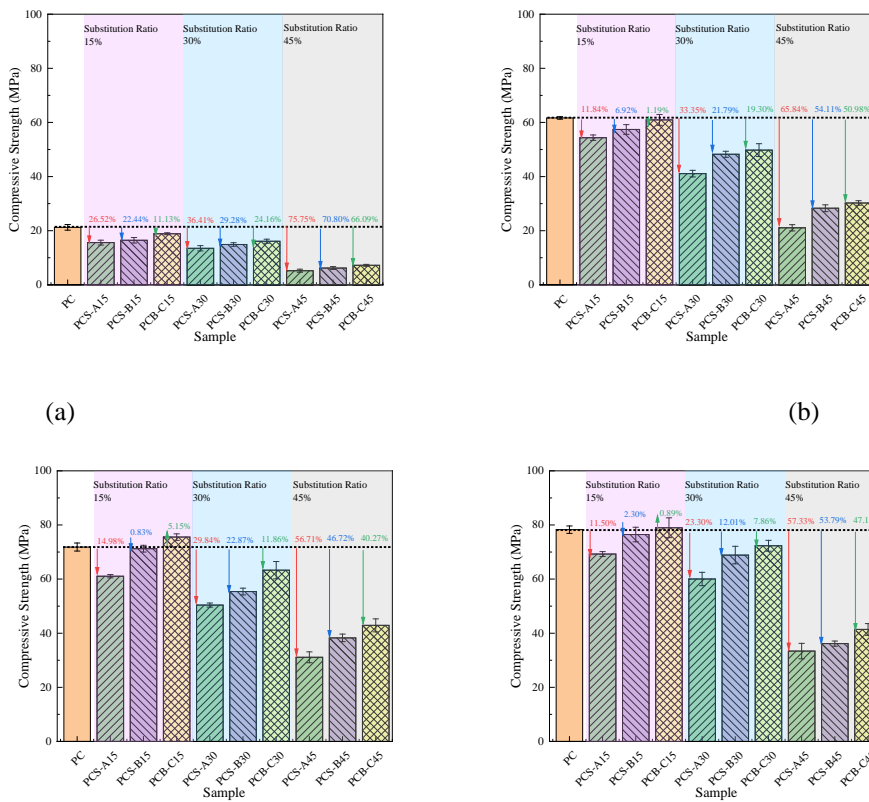 Substitution Ratio
15%
Substitution Ratio
30%
Substitution Ratio
45%
26.52% 22.44% 11.13% 36.41% 29.28% 24.16% 75.75% 70.80% 66.09%
100
80
60
40
20
0
Compressive Strength (MPa)
PC PCS-A15 PCS-B15 PCB-C15 PCS-A30 PCS-B30 PCB-C30 PCS-A45 PCS-B45 PCB-C45
Sample
(a)
Substitution Ratio
15%
Substitution Ratio
30%
Substitution Ratio
45%
11.84% 6.92% 1.19% 33.35% 21.79% 19.30% 65.84% 54.11% 50.98%
100
80
60
40
20
0
Compressive Strength (MPa)
PC PCS-A15 PCS-B15 PCB-C15 PCS-A30 PCS-B30 PCB-C30 PCS-A45 PCS-B45 PCB-C45
Sample
(b)
100
80
60
40
20
0
Compressive Strength (MPa)
Substitution Ratio
15%
Substitution Ratio
30%
Substitution Ratio
45%
14.98% 0.83% 5.15% 29.84% 22.87% 11.86% 56.71% 46.72% 40.27%
PC PCS-A15 PCS-B15 PCB-C15 PCS-A30 PCS-B30 PCB-C30 PCS-A45 PCS-B45 PCB-C45
Sample
100
80
60
40
20
0
Compressive Strength (MPa)
Substitution Ratio
15%
Substitution Ratio
30%
Substitution Ratio
45%
11.50% 2.30% 0.89% 23.30% 12.01% 7.86% 57.33% 53.79% 47.1
PC PCS-A15 PCS-B15 PCB-C15 PCS-A30 PCS-B30 PCB-C30 PCS-A45 PCS-B45 PCB-C45
Sample